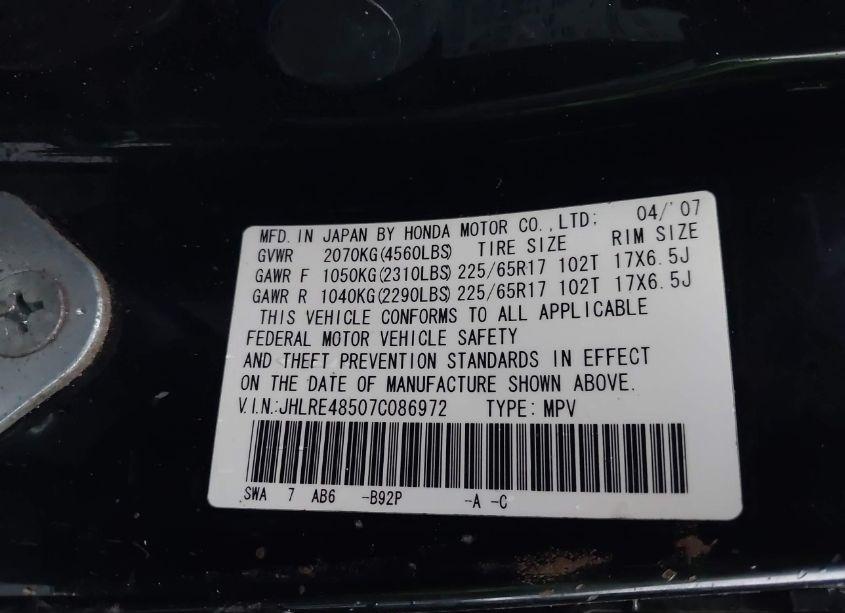 MFD. IN JAPAN BY HONDA MOTOR CO., LTD: 04/'07
GVWR 2070KG(4560LBS) TIRE SIZE RIM SIZE
GAWR F 1050KG(2310LBS) 225/65R17 102T 17X6.5J
GAWR R 1040KG(2290LBS) 225/65R17 102T 17X6.5J
THIS VEHICLE CONFORMS TO ALL APPLICABLE
FEDERAL MOTOR VEHICLE SAFETY
AND THEFT PREVENTION STANDARDS IN EFFECT
ON THE DATE OF MANUFACTURE SHOWN ABOVE.
V.I.N.:JHLRE48507C086972 TYPE: MPV
SWA 7 AB6 -B92P -A -C